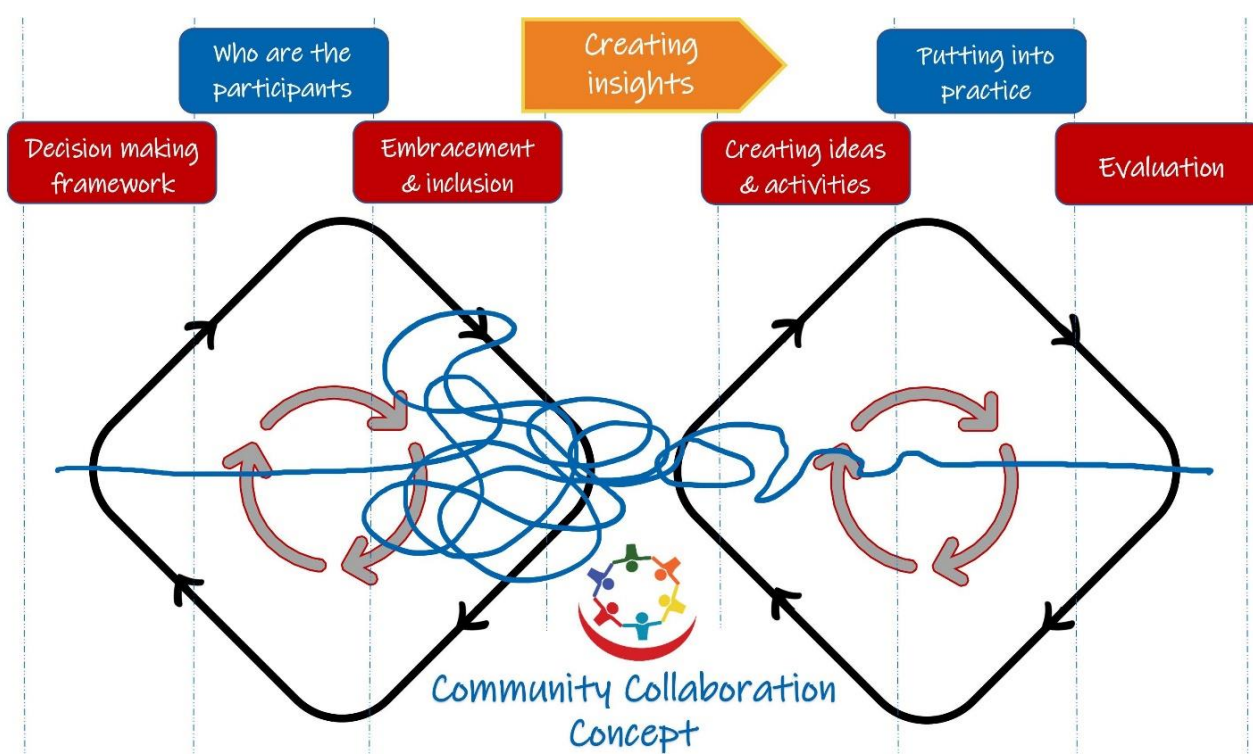 Who are the
participants
Creating
insights
Putting into
practice
Decision making
framework
Embracement
& inclusion
Creating ideas
& activities
Evaluation
Community Collaboration
Concept